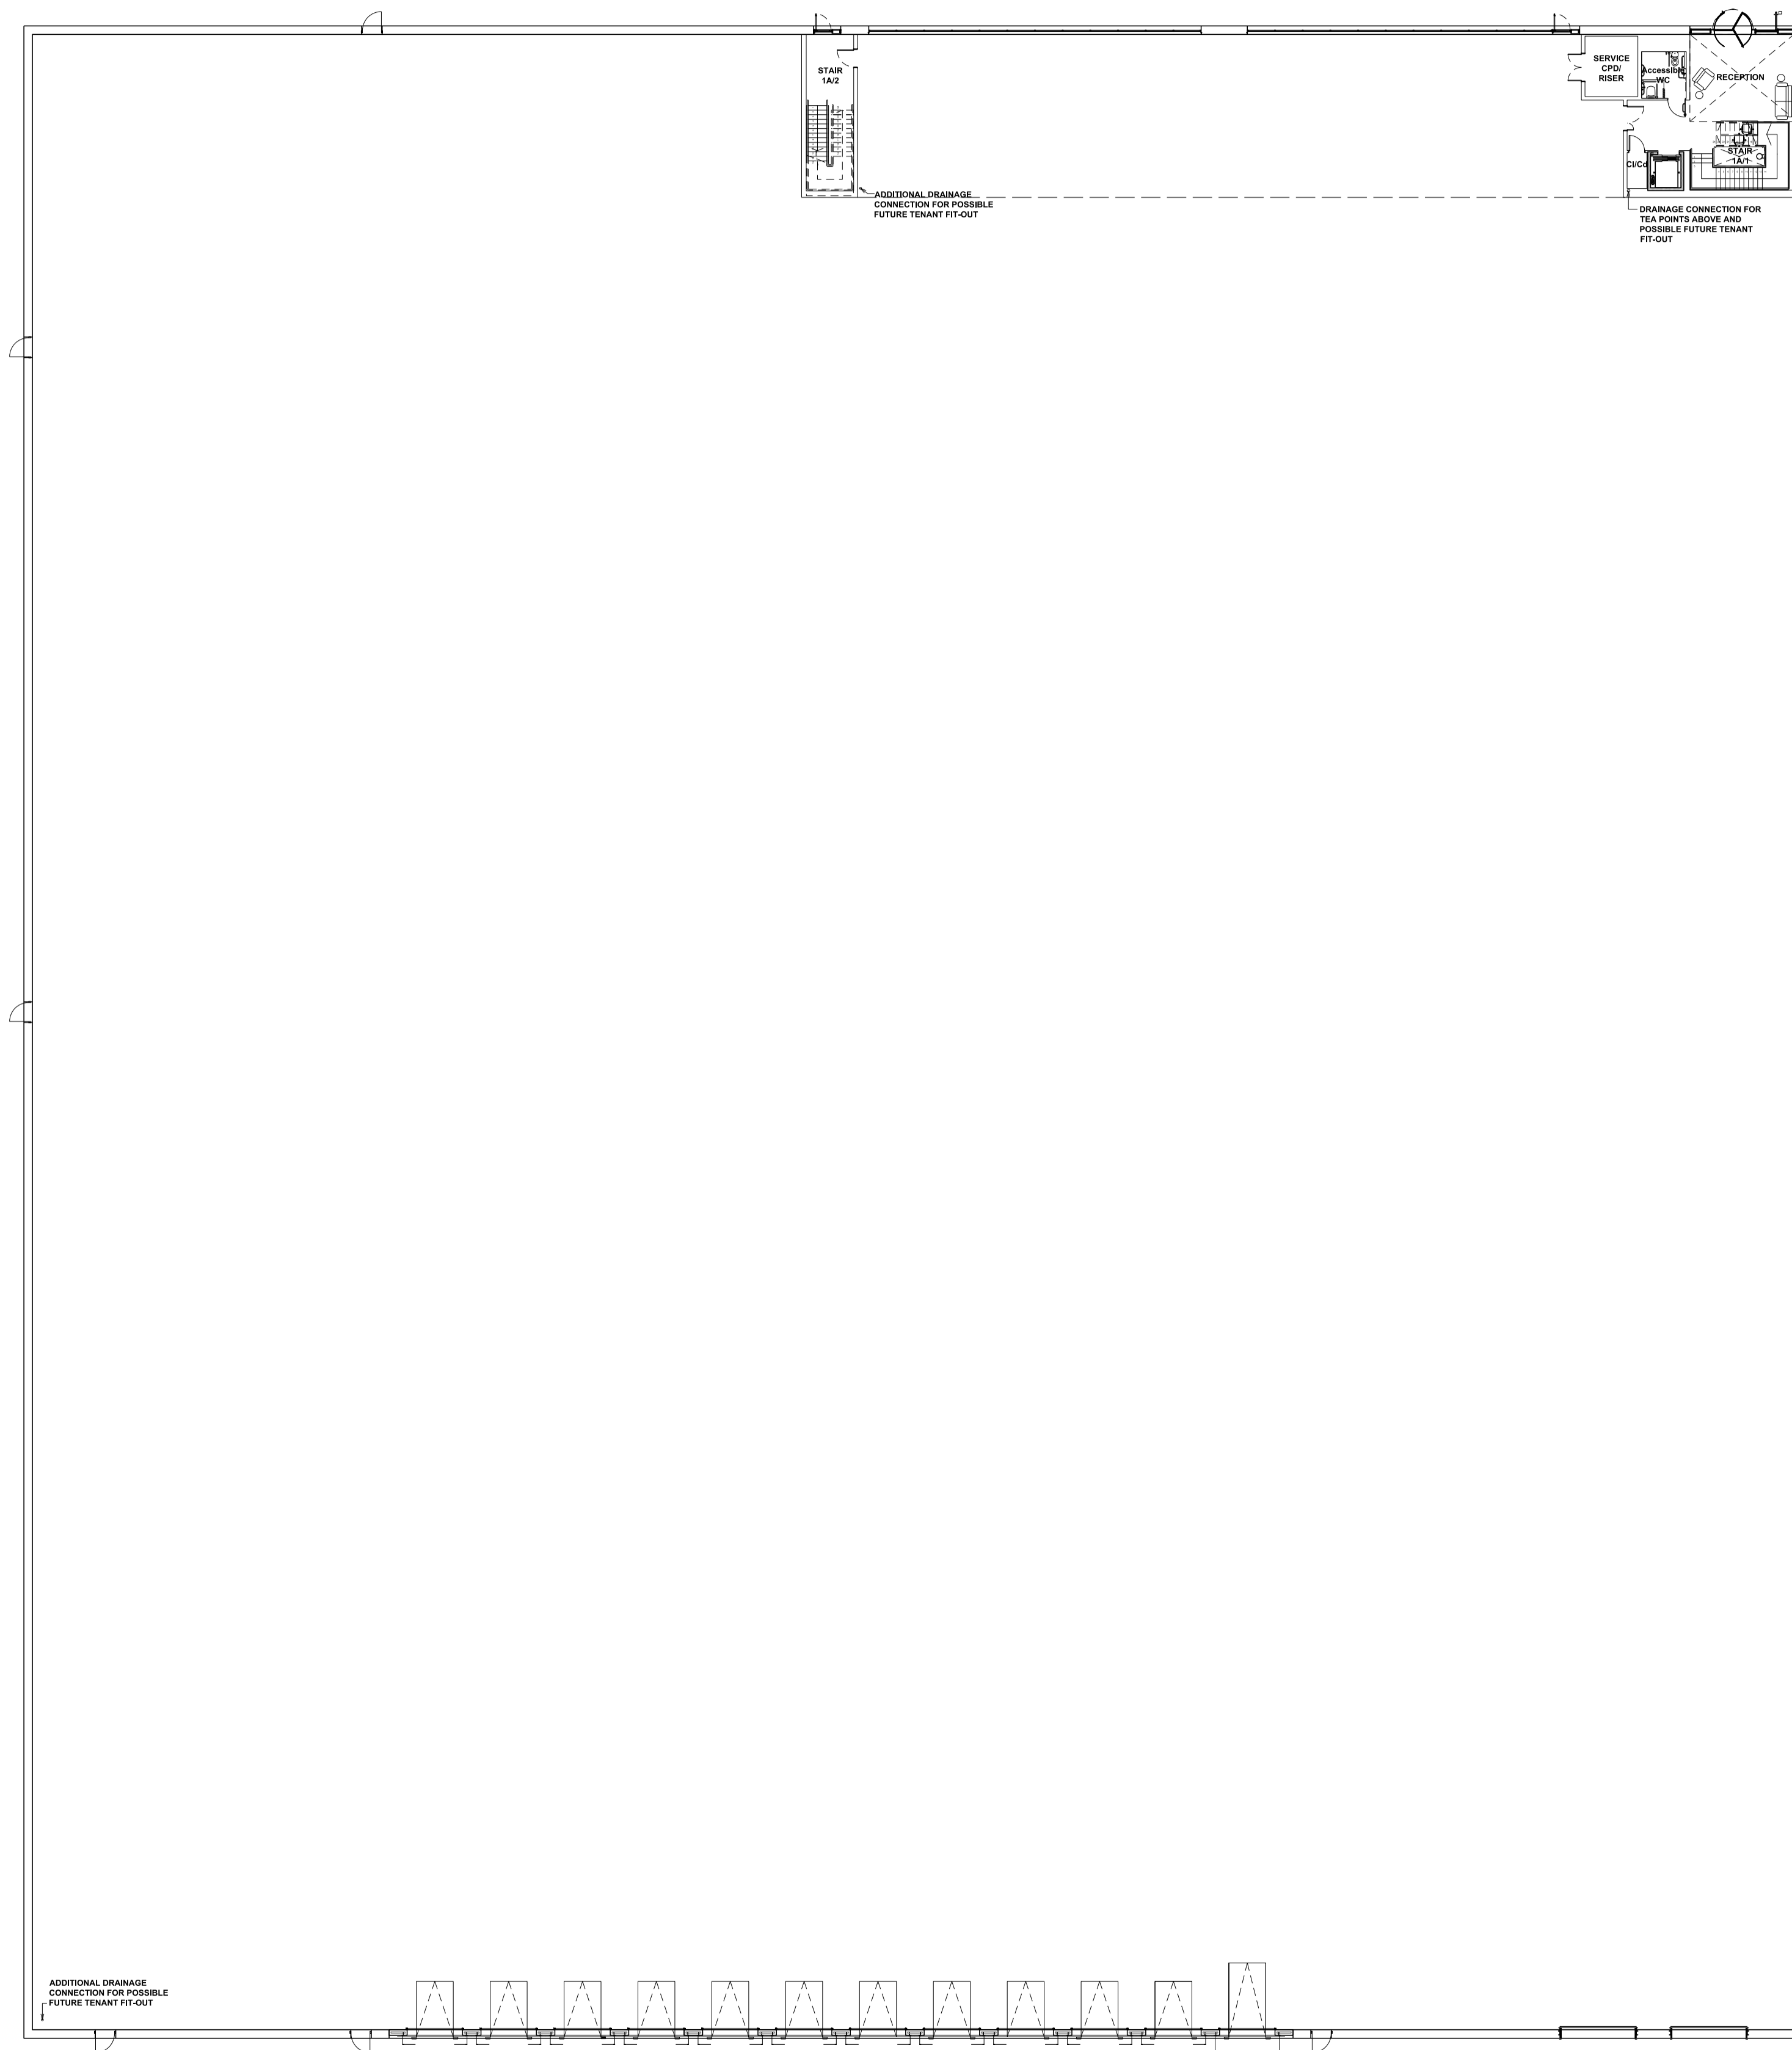 STAIR
1A/2
SERVICE
CPD/
RISER
Accessible
WC
RECEPTION
STAIR
1A/1
Cl/Cd
ADDITIONAL DRAINAGE
CONNECTION FOR POSSIBLE
FUTURE TENANT FIT-OUT
DRAINAGE CONNECTION FOR
TEA POINTS ABOVE AND
POSSIBLE FUTURE TENANT
FIT-OUT
ADDITIONAL DRAINAGE
CONNECTION FOR POSSIBLE
FUTURE TENANT FIT-OUT